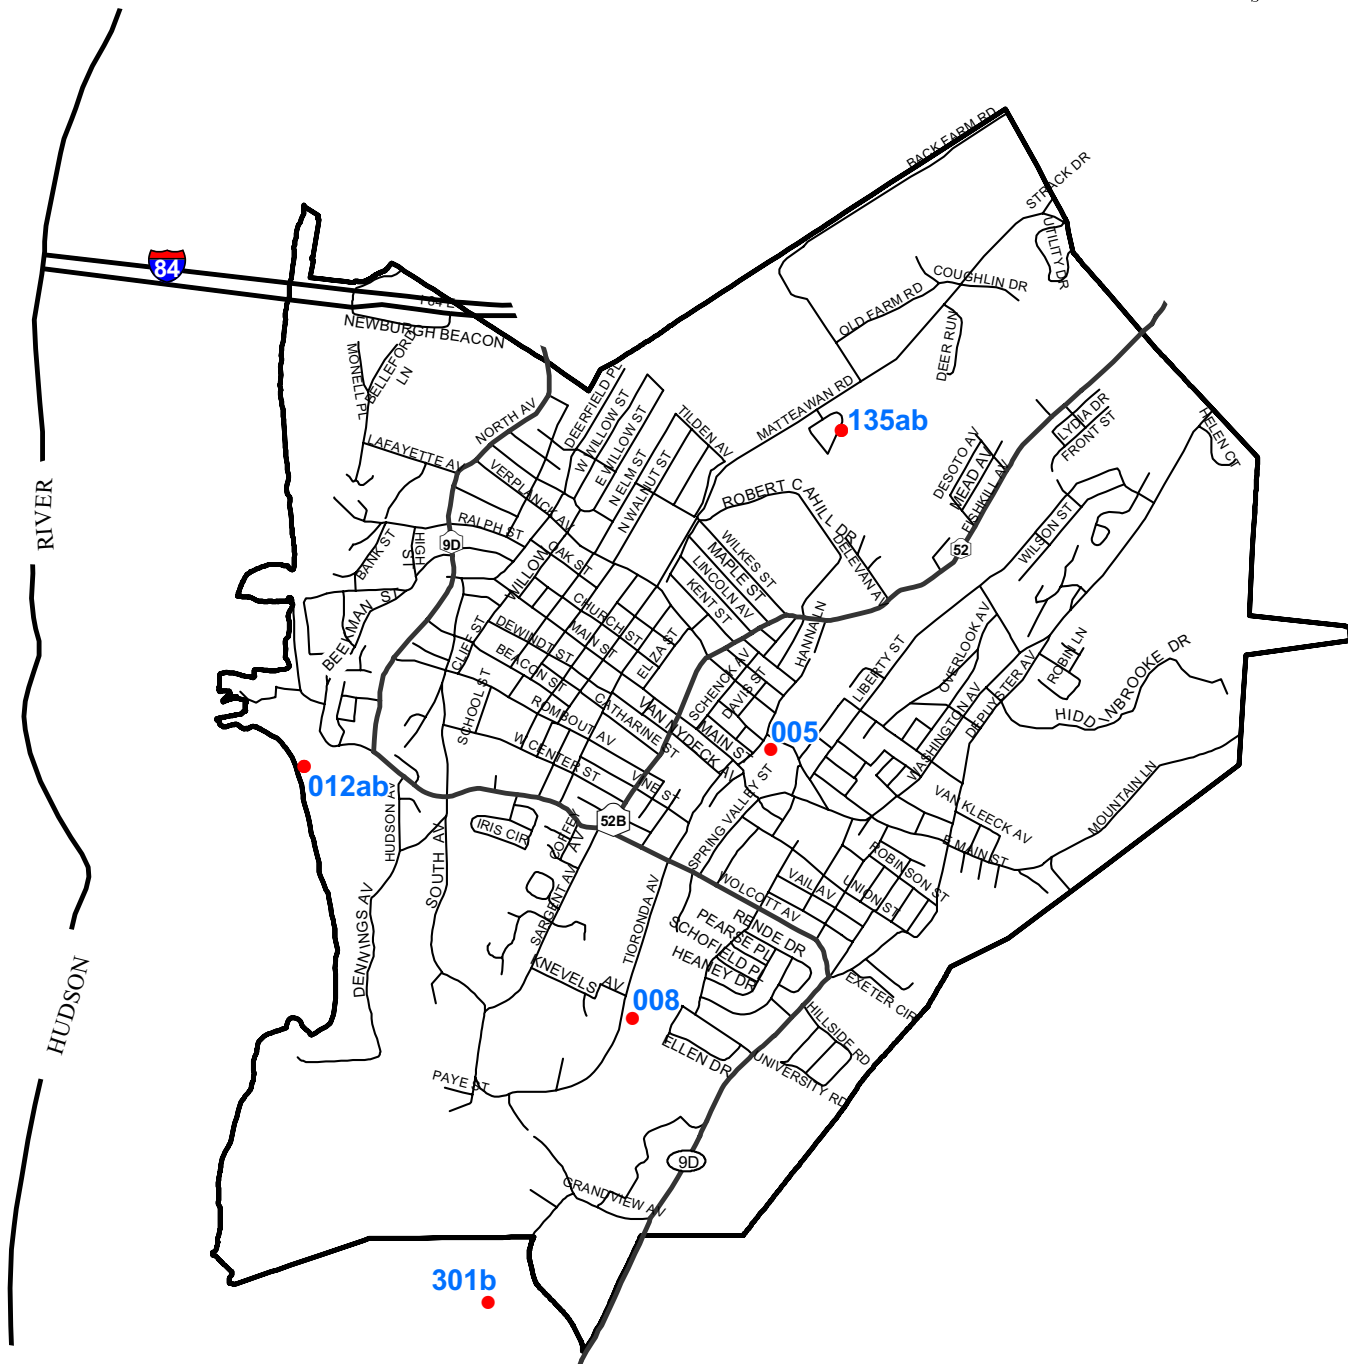 BACK FARM RD
STRACK DR
UTILITY DR
84
I 84 E
COUGHLIN DR
OLD FARM RD
NEWBURGH BEACON
DEER RUN
MONELL PL
BELLEFORD
LN
DEERFIELD PL
MATTEAWAN RD
135ab
NORTH AV
W WILLOW ST
E WILLOW ST
TILDEN AV
LYDIA DR
FRONT ST
HELEN CT
LAFAYETTE AV
VERPLANCK AV
N ELM ST
N WALNUT ST
DESOTO AV
MEAD AV
FISHKILL AV
ROBERT CAHILL DR
RIVER
RALPH ST
9D
52
WILSON ST
BANK ST
HIGH
ST
OAK ST
WILLOW
WILKES ST
MAPLE ST
LINCOLN AV
KENT ST
DELEVAN AV
BEEKMAN ST
CHURCH ST
MAIN ST
DEWINDT ST
BEACON ST
CLIFF ST
ELIZA ST
HANNA LN
LIBERTY ST
OVERLOOK AV
ROBIN LN
HIDDNBROOKE DR
SCHOOL ST
ROMBOUT AV
CATHARINE ST
VAN NYDECK AV
MAIN ST
SCHENCK AV
DAVIS ST
DEPUYSTER AV
WASHINGTON AV
005
W CENTER ST
VINE ST
012ab
HUDSON AV
SPRING VALLEY ST
VAN KLEECK AV
MOUNTAIN LN
E MAIN ST
52B
IRIS CIR
COFFEY
AV
ROBINSON ST
SOUTH AV
SARGENT AV
WOLCOTT AV
VAIL AV
UNION ST
DENNINGS AV
TIORONDA AV
RENDE DR
PEARSE PL
SCHOFIELD PL
HEANEY DR
KNEVELS AV
EXETER CIR
HUDSON
008
HILLSIDE RD
ELLEN DR
UNIVERSITY RD
PAYE ST
9D
GRANDVIEW AV
301b